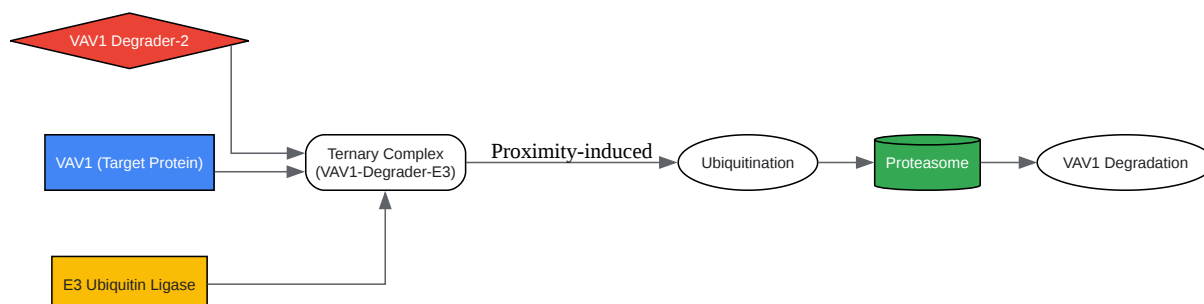 VAV1 Degrader-2
VAV1 (Target Protein)
E3 Ubiquitin Ligase
Ternary Complex
(VAV1-Degrader-E3)
Proximity-induced
Ubiquitination
Proteasome
VAV1 Degradation